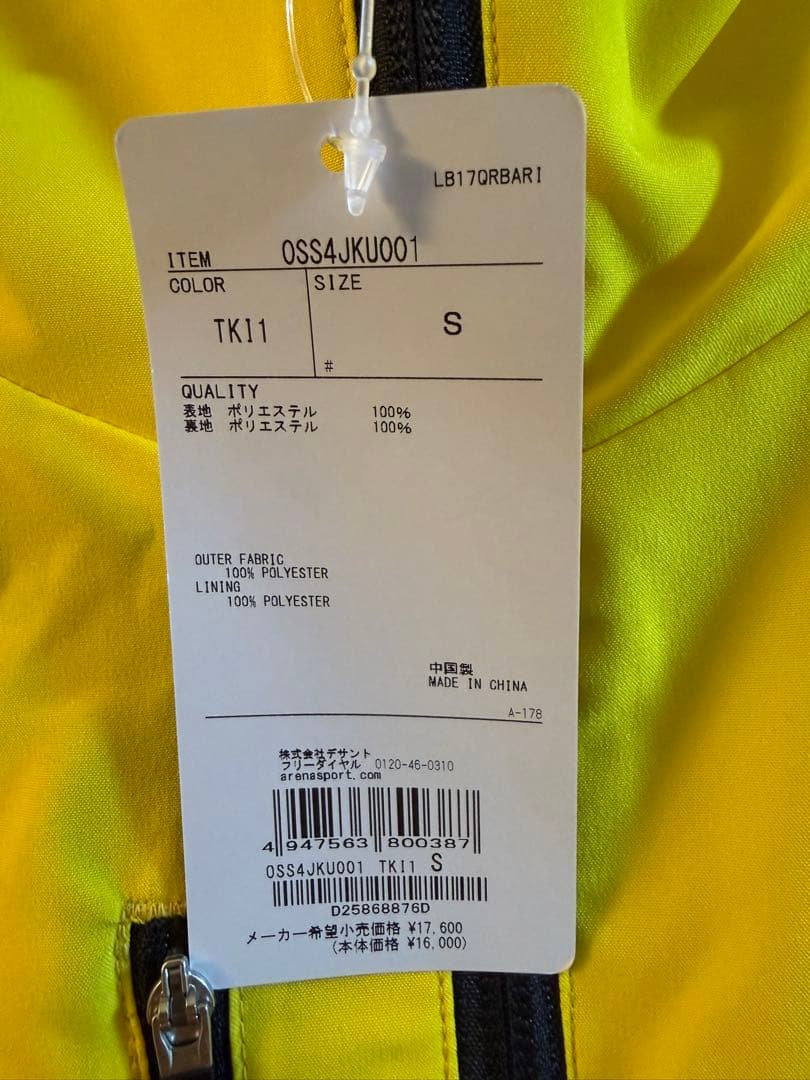 LB17QRBARI
ITEM OSS4JKU001
COLOR SIZE
TKI1 S
#
QUALITY
表地 ポリエステル 100%
裏地 ポリエステル 100%
OUTER FABRIC
100% POLYESTER
LINING
100% POLYESTER
中国製
MADE IN CHINA
A-178
株式会社デサント
フリーダイヤル 0120-46-0310
arenasport.com
4 947563 800387
OSS4JKU001 TKI1 S
D25868876D
メーカー希望小売価格 ¥17,600
(本体価格 ¥16,000)